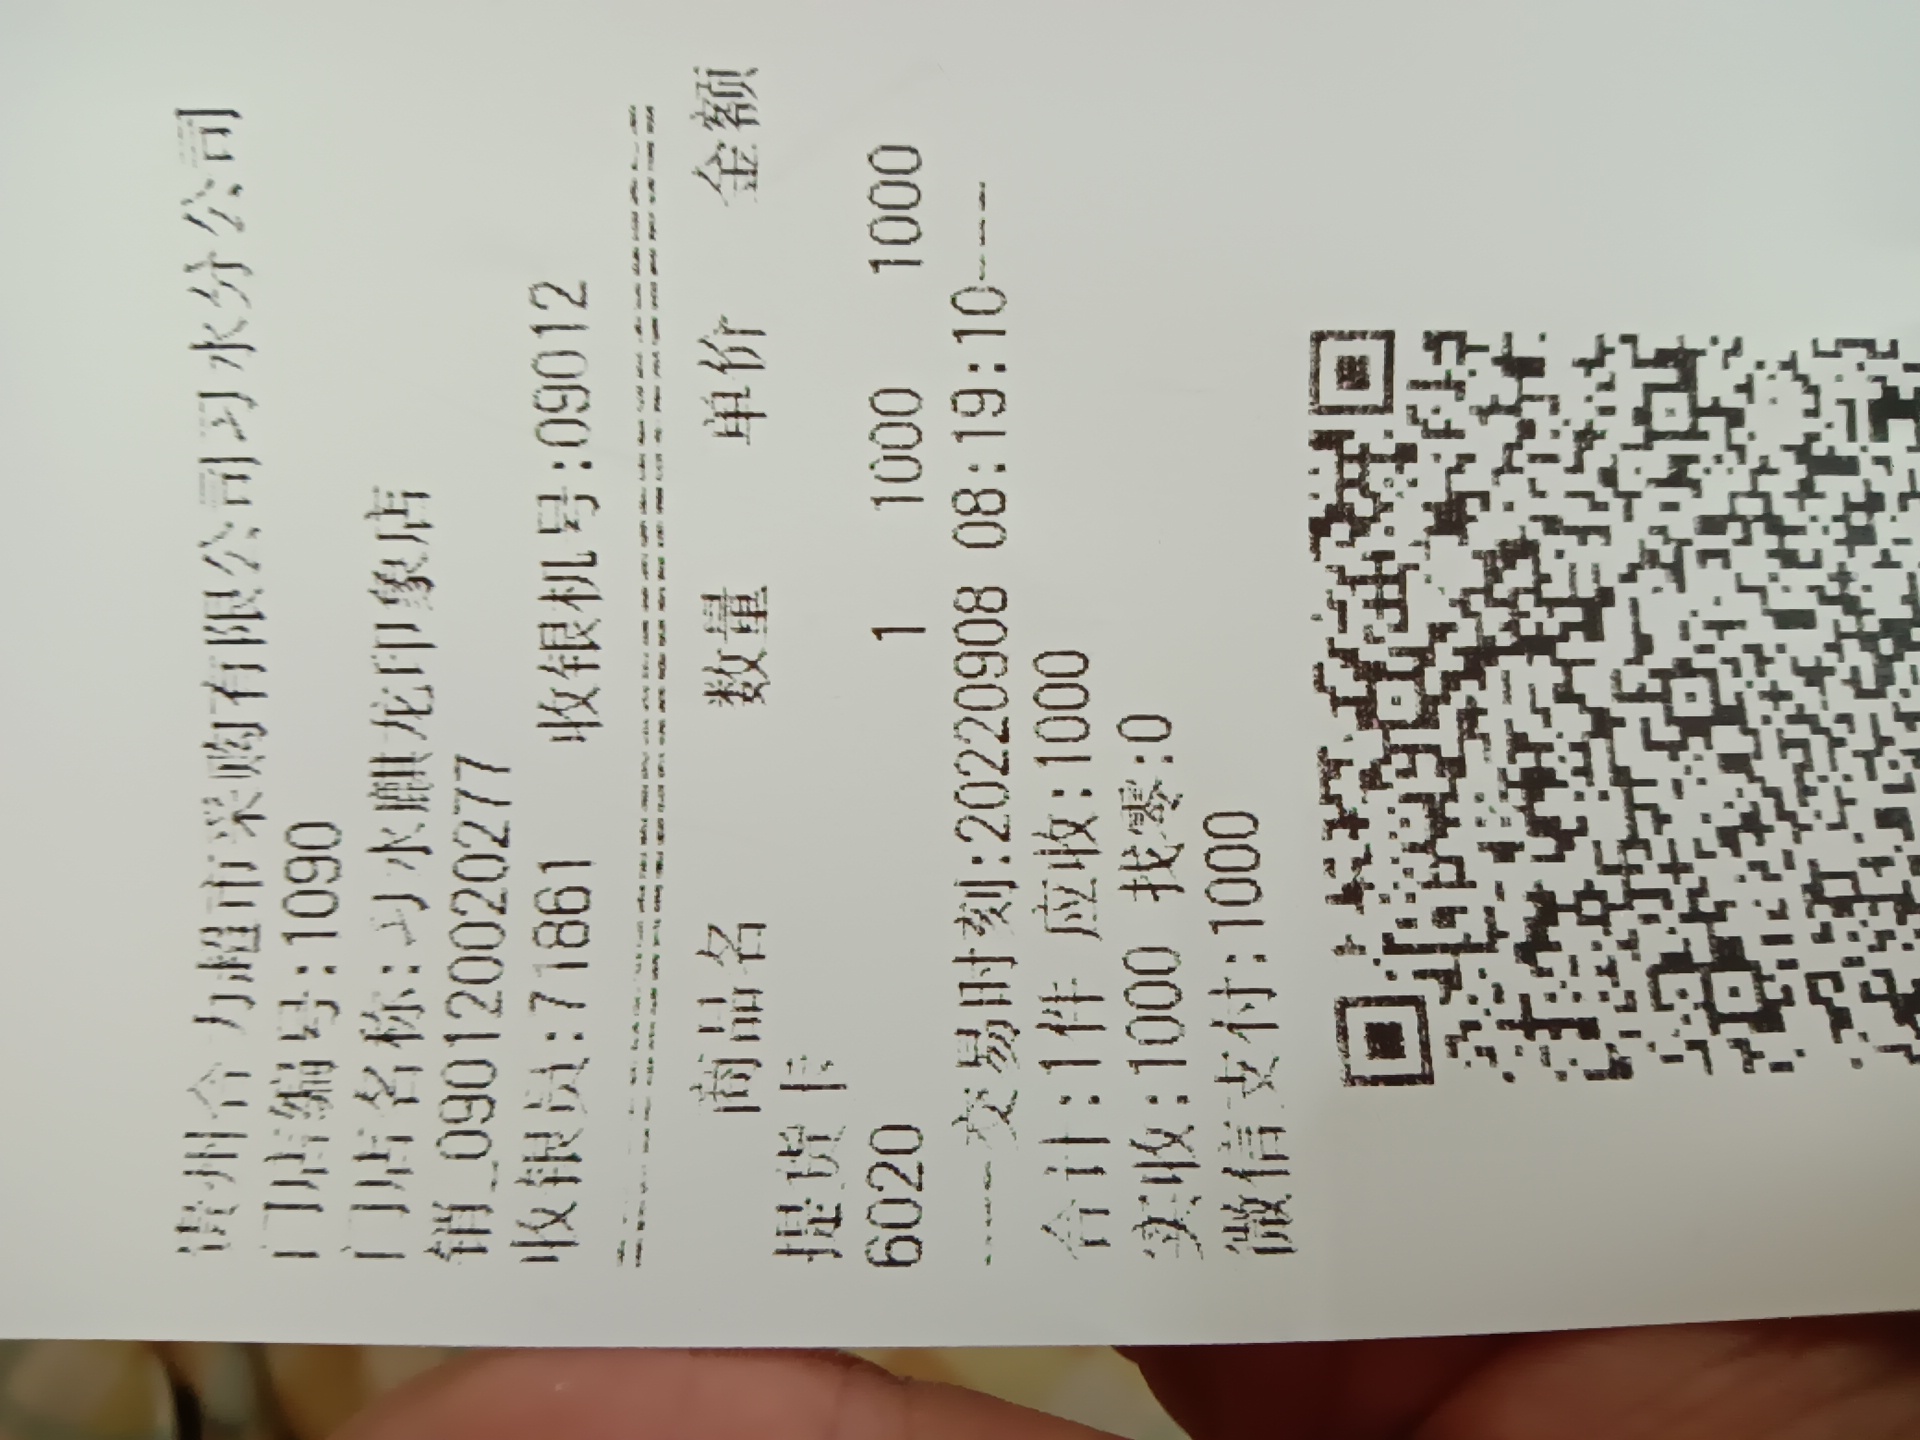 贵州合力超市采购有限公司习水分公司
门店编号:1090
门店名称:习水麒龙印象店
销_090120020277
收银员:71861 收银机号:09012
商品名 数量 单价 金额
提货卡
6020 1 1000 1000
-----交易时刻:20220908 08:19:10----
合计:1件 应收:1000
实收:1000 找零:0
微信支付:1000